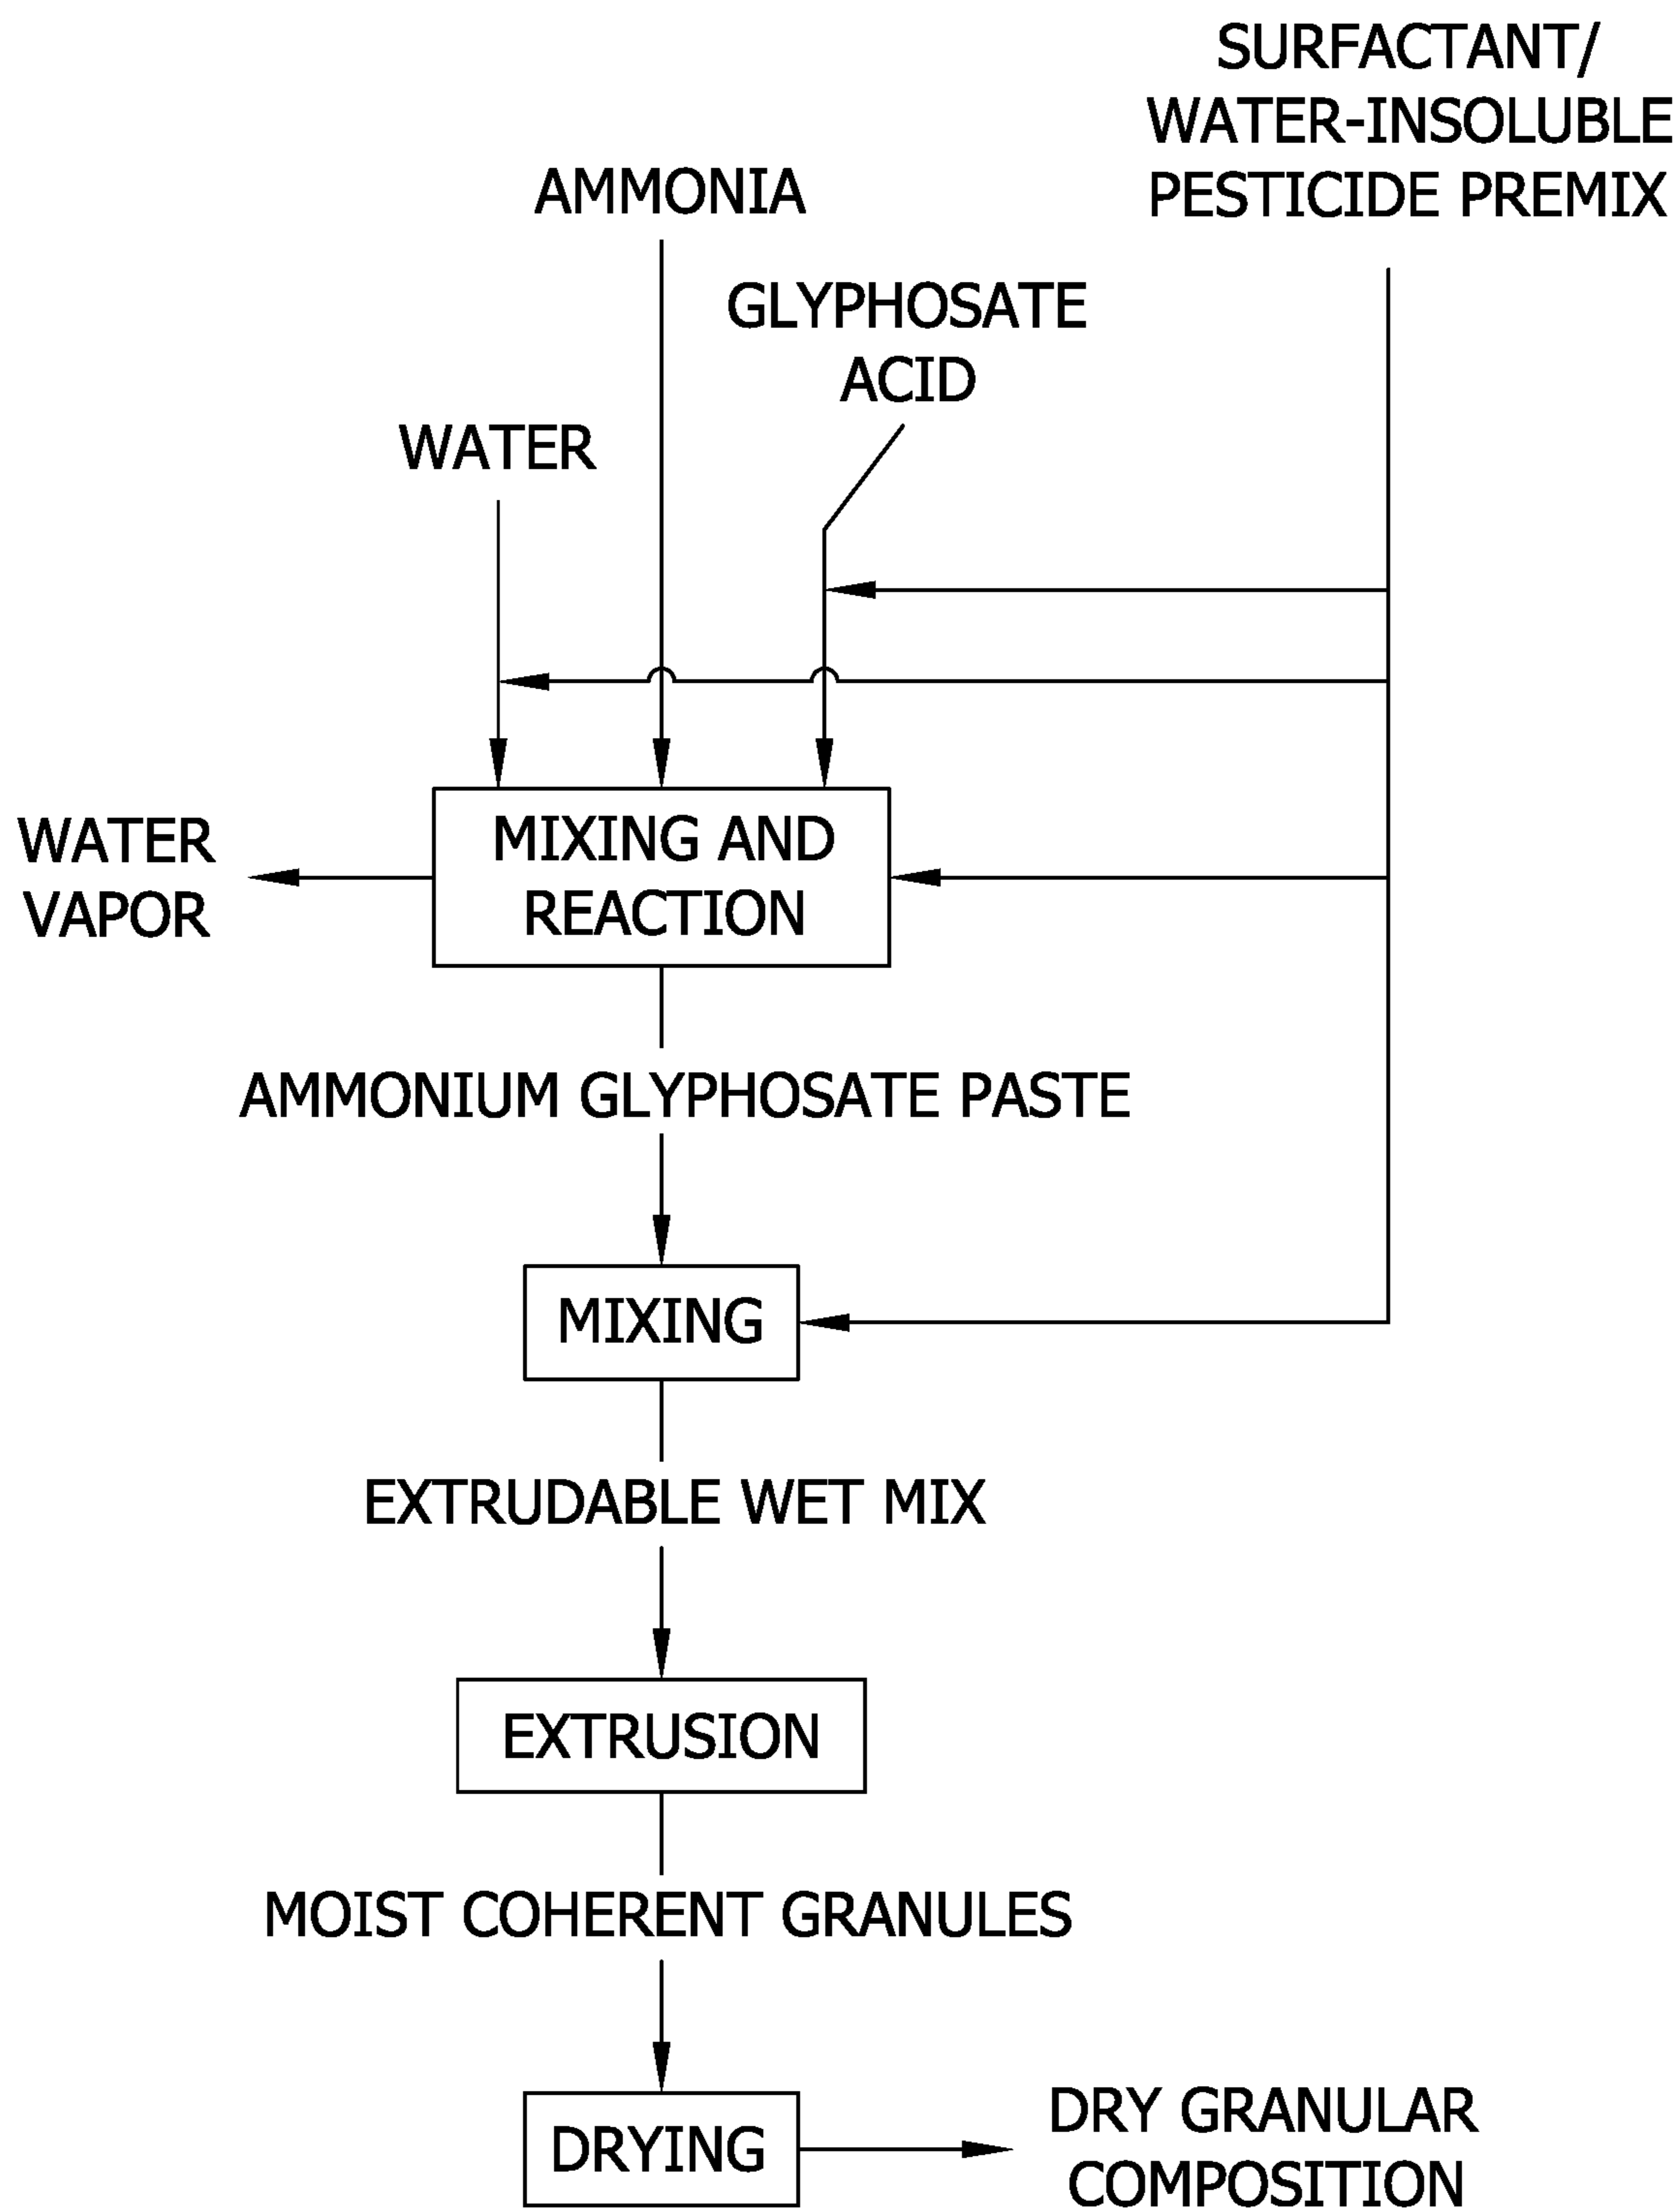 SURFACTANT/
WATER-INSOLUBLE
PESTICIDE PREMIX
AMMONIA
GLYPHOSATE
ACID
WATER
MIXING AND
REACTION
WATER
VAPOR
AMMONIUM GLYPHOSATE PASTE
MIXING
EXTRUDABLE WET MIX
EXTRUSION
MOIST COHERENT GRANULES
DRYING
DRY GRANULAR
COMPOSITION